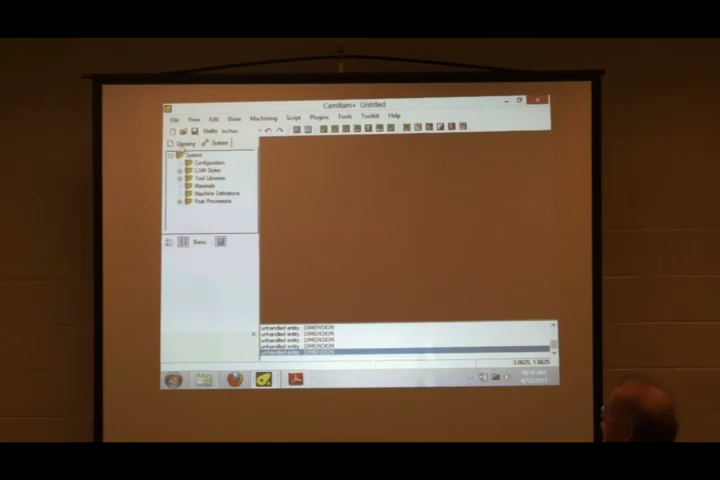 CamBam+ Untitled
File View Edit Draw Machining Script Plugins Tools Toolkit Help
Inches
Drawing System
System
Configuration
CAM Styles
Tool Libraries
Materials
Machine Definitions
Post Processors
Basic
unhandled entity DIMENSION
unhandled entity DIMENSION
unhandled entity DIMENSION
unhandled entity DIMENSION
unhandled entity DIMENSION